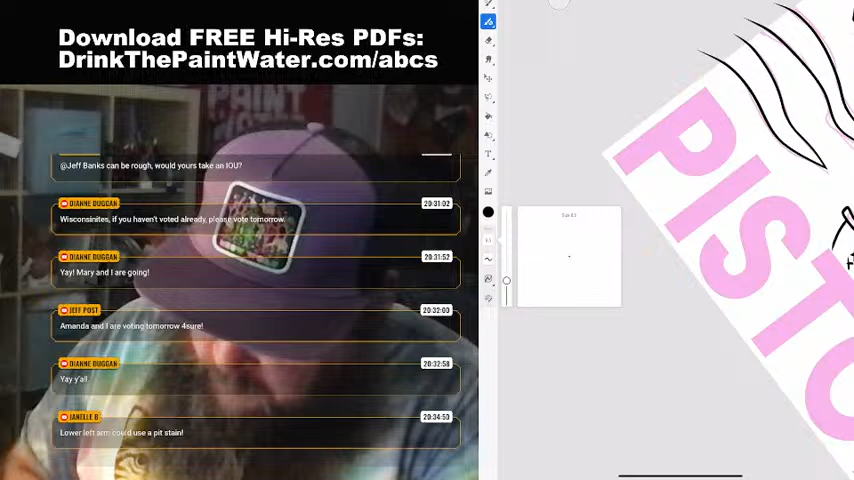 Download FREE Hi-Res PDFs:
DrinkThePaintWater.com/abcs
PAINT
@Jeff Banks can be rough, would yours take an IOU?
DIANNE DUGGAN 20:31:02
Wisconsinites, if you haven't voted already, please vote tomorrow.
DIANNE DUGGAN 20:31:52
Yay! Mary and I are going!
JEFF POST 20:32:00
Amanda and I are voting tomorrow 4sure!
DIANNE DUGGAN 20:32:58
Yay y'all
JANELLE B 20:34:50
Lower left arm could use a pit stain!
PISTO